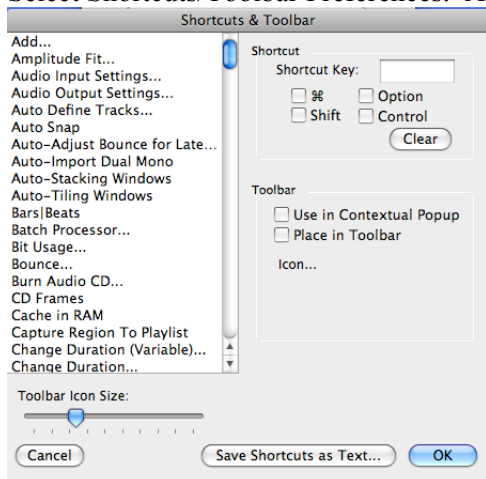 Shortcuts & Toolbar
Add...
Amplitude Fit...
Audio Input Settings...
Audio Output Settings...
Auto Define Tracks...
Auto Snap
Auto-Adjust Bounce for Late...
Auto-Import Dual Mono
Auto-Stacking Windows
Auto-Tiling Windows
Bars|Beats
Batch Processor...
Bit Usage...
Bounce...
Burn Audio CD...
CD Frames
Cache in RAM
Capture Region To Playlist
Change Duration (Variable)...
Change Duration...
Shortcut
Shortcut Key:
⌘ Option
Shift Control
Clear
Toolbar
Use in Contextual Popup
Place in Toolbar
Icon...
Toolbar Icon Size:
Cancel Save Shortcuts as Text... OK